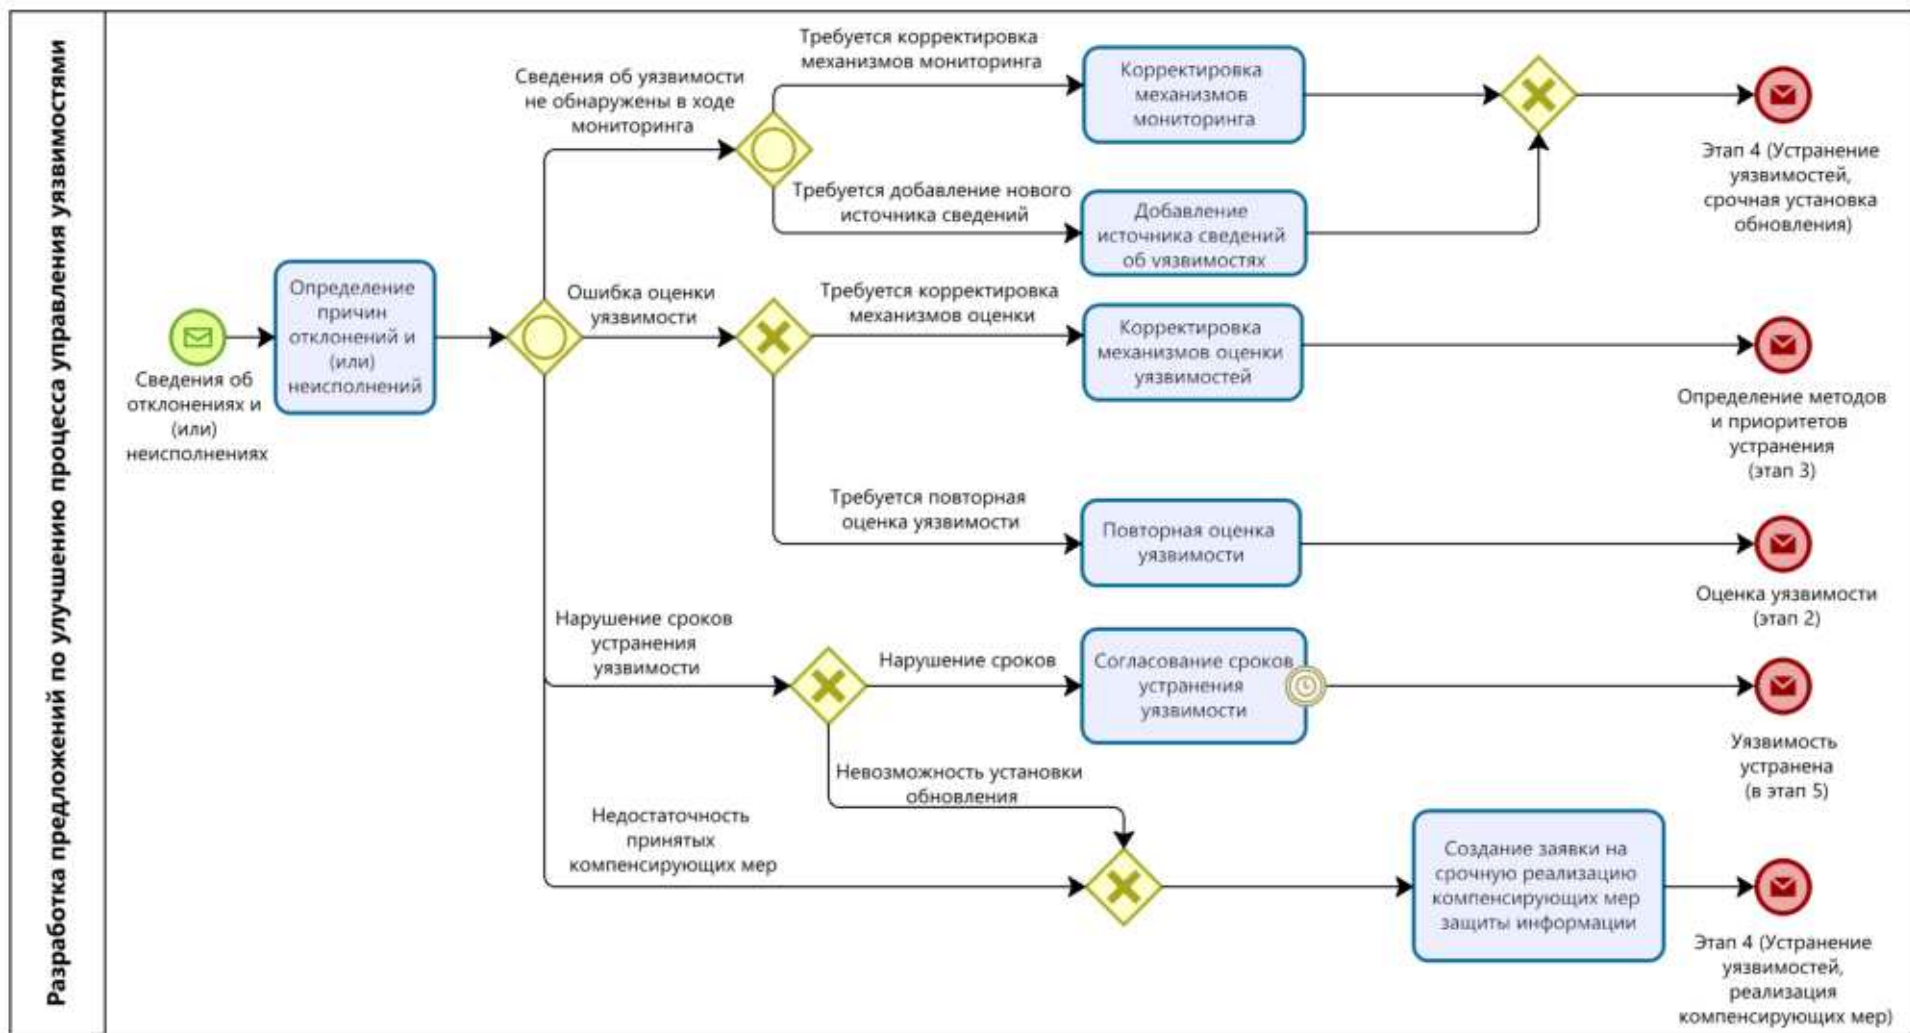 Разработка предложений по улучшению процесса управления уязвимостями
Сведения об
отклонениях и
(или)
неисполнениях
Определение
причин
отклонений и
(или)
неисполнений
Сведения об уязвимости
не обнаружены в ходе
мониторинга
Требуется корректировка
механизмов мониторинга
Корректировка
механизмов
мониторинга
Этап 4 (Устранение
уязвимостей,
срочная установка
обновления)
Требуется добавление нового
источника сведений
Добавление
источника сведений
об уязвимостях
Ошибка оценки
уязвимости
Требуется корректировка
механизмов оценки
Корректировка
механизмов оценки
уязвимостей
Определение методов
и приоритетов
устранения
(этап 3)
Требуется повторная
оценка уязвимости
Повторная оценка
уязвимости
Оценка уязвимости
(этап 2)
Нарушение сроков
устранения
уязвимости
Нарушение сроков
Согласование сроков
устранения
уязвимости
Уязвимость
устранена
(в этап 5)
Невозможность установки
обновления
Недостаточность
принятых
компенсирующих мер
Создание заявки на
срочную реализацию
компенсирующих мер
защиты информации
Этап 4 (Устранение
уязвимостей,
реализация
компенсирующих мер)